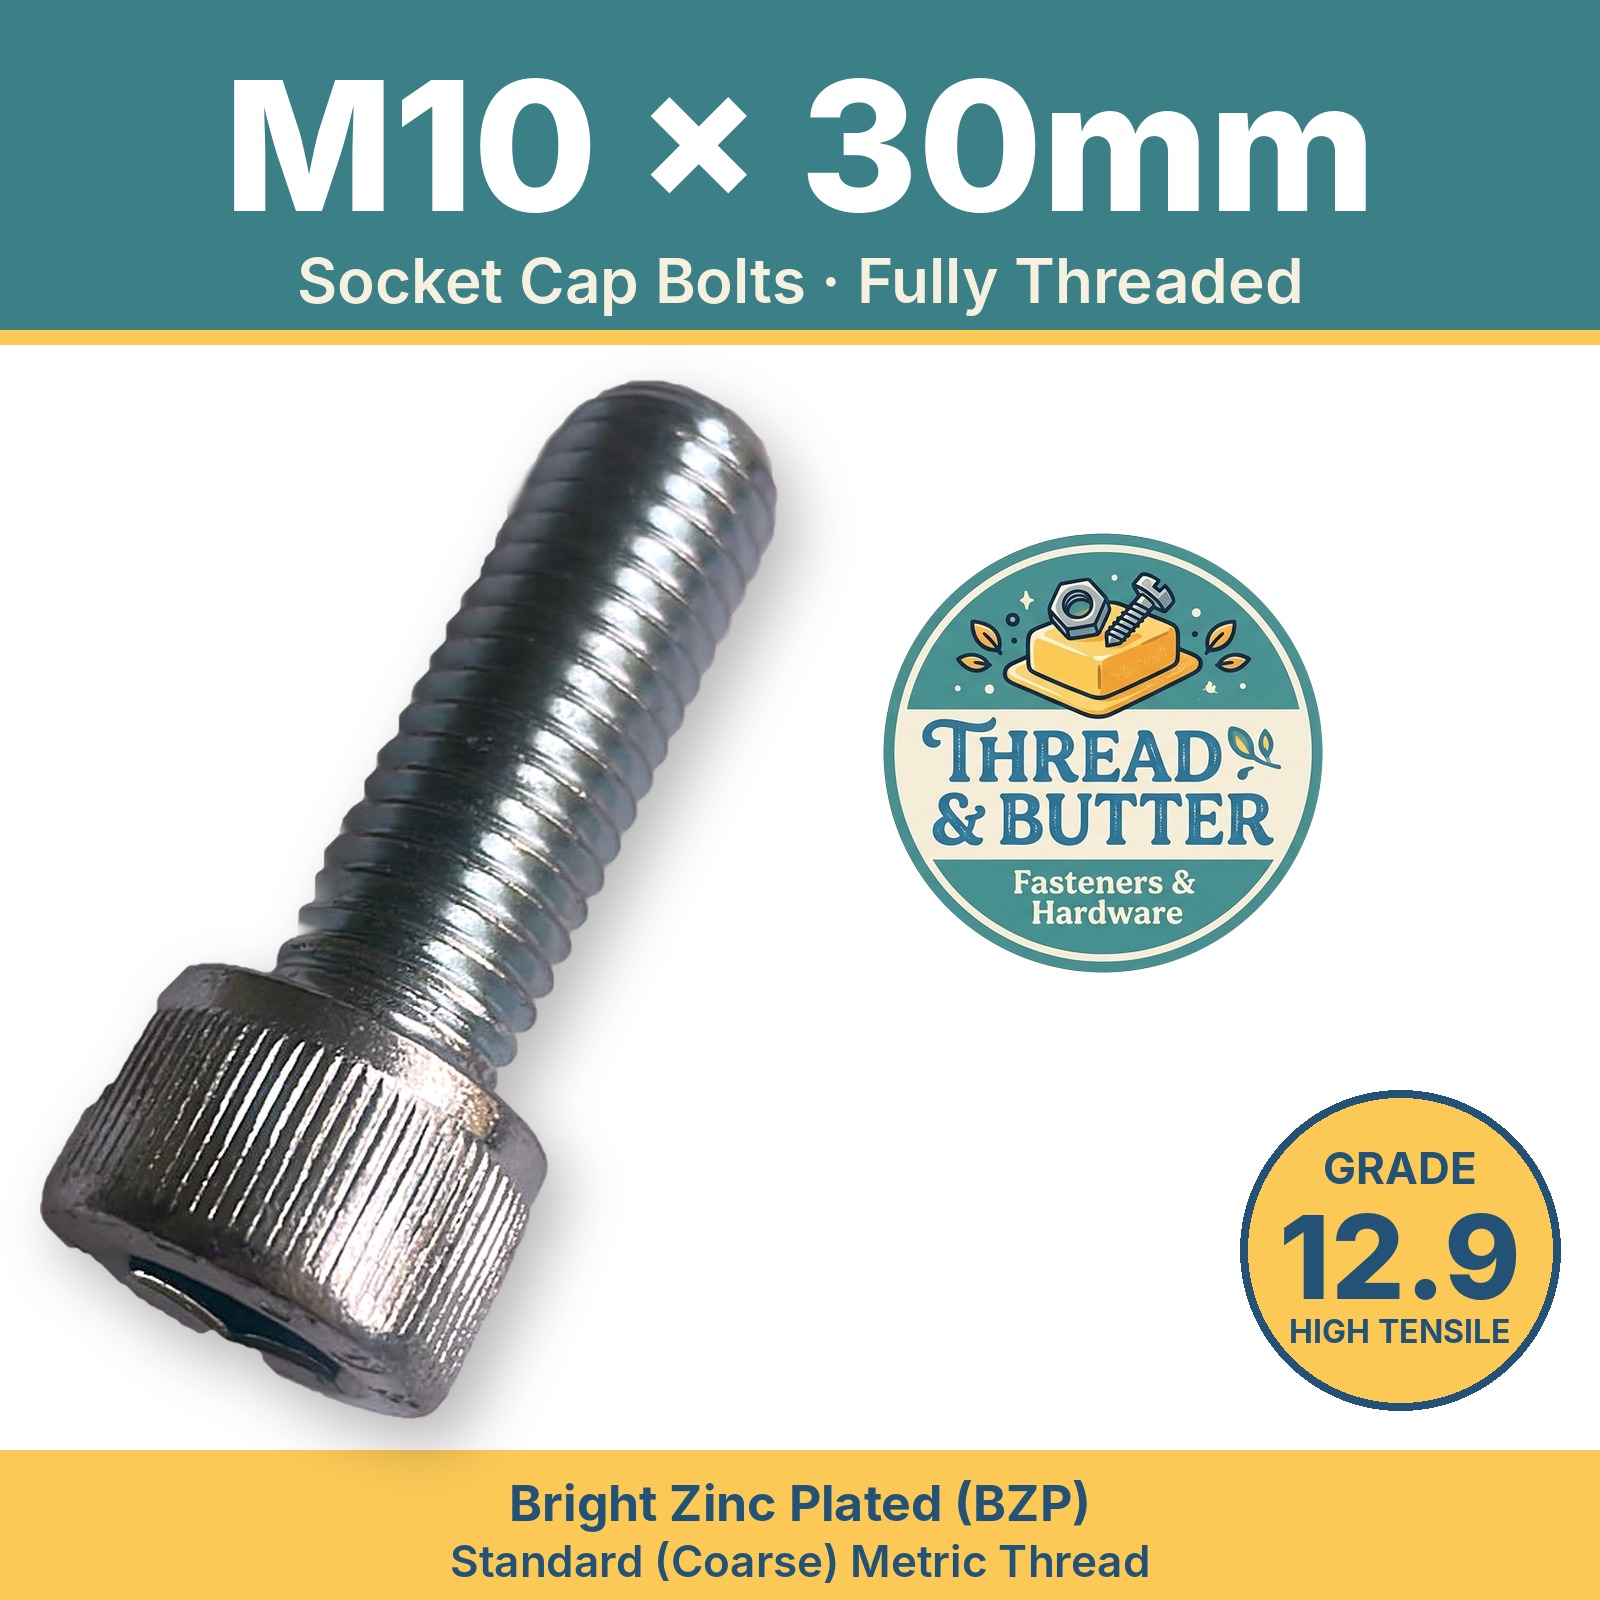 M10 × 30mm
Socket Cap Bolts · Fully Threaded
THREAD
& BUTTER
Fasteners &
Hardware
GRADE
12.9
HIGH TENSILE
Bright Zinc Plated (BZP)
Standard (Coarse) Metric Thread